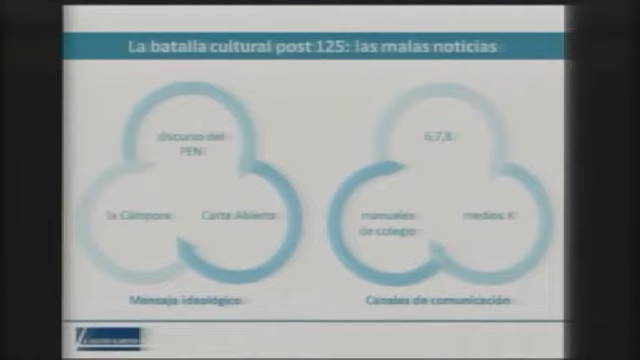 La batalla cultural post 125: las malas noticias
discurso del
PEN
la Cámpora
Carta Abierta
Mensaje ideológico
6,7,8
manuales
de colegio
medios K
Canales de comunicación